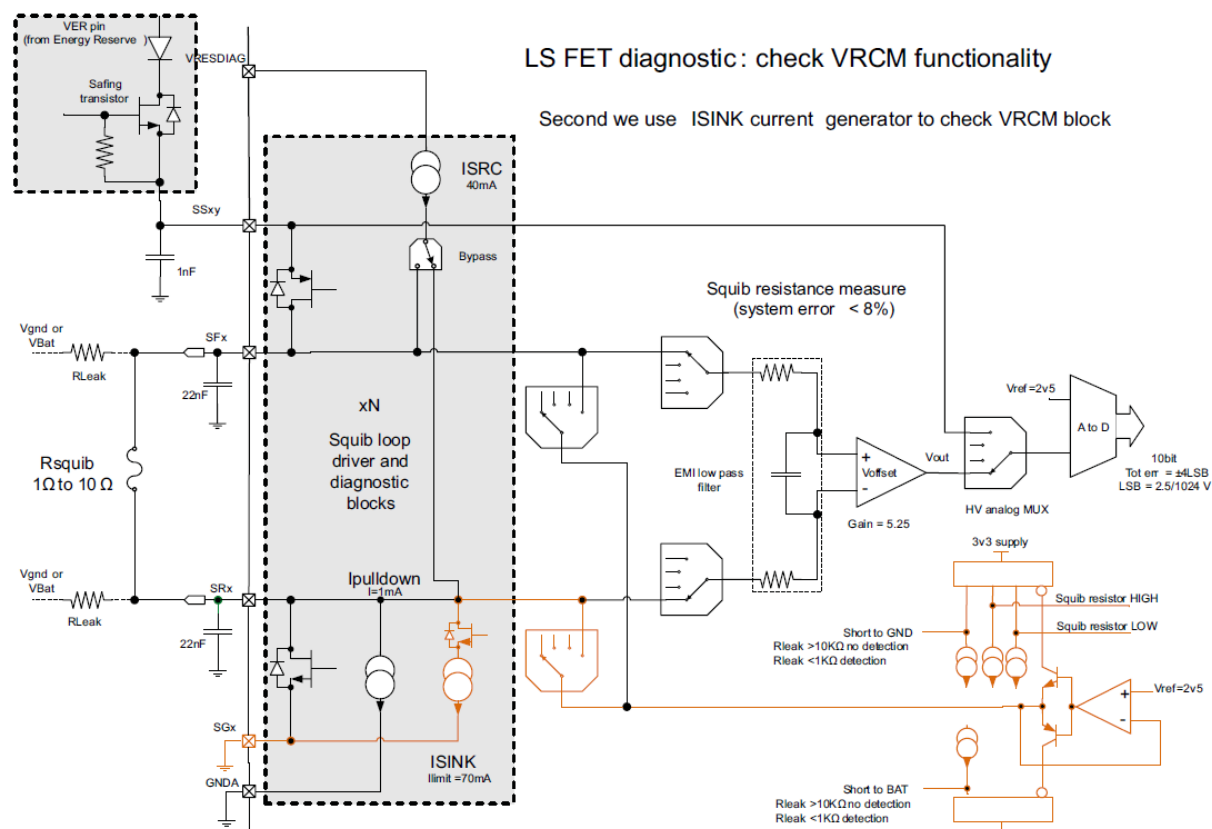 VER pin
(from Energy Reserve )
VRESDIAG
Safing
transistor
LS FET diagnostic: check VRCM functionality
Second we use ISINK current generator to check VRCM block
ISRC
40mA
SSxy
Bypass
1nF
Squib resistance measure
(system error < 8%)
Vgnd or
VBat
SFx
RLeak
22nF
Vref=2v5
A to D
xN
Squib loop
driver and
diagnostic
blocks
Rsquib
1Ω to 10 Ω
EMI low pass
filter
+
Voffset
-
Vout
Gain = 5.25
HV analog MUX
10bit
Tot err = ±4LSB
LSB = 2.5/1024 V
3v3 supply
Vgnd or
VBat
SRx
Ipulldown
I=1mA
RLeak
22nF
Squib resistor HIGH
Squib resistor LOW
Short to GND
Rleak >10KΩ no detection
Rleak <1KΩ detection
+
Vref=2v5
-
SGx
ISINK
Ilimit =70mA
GNDA
Short to BAT
Rleak >10KΩ no detection
Rleak <1KΩ detection